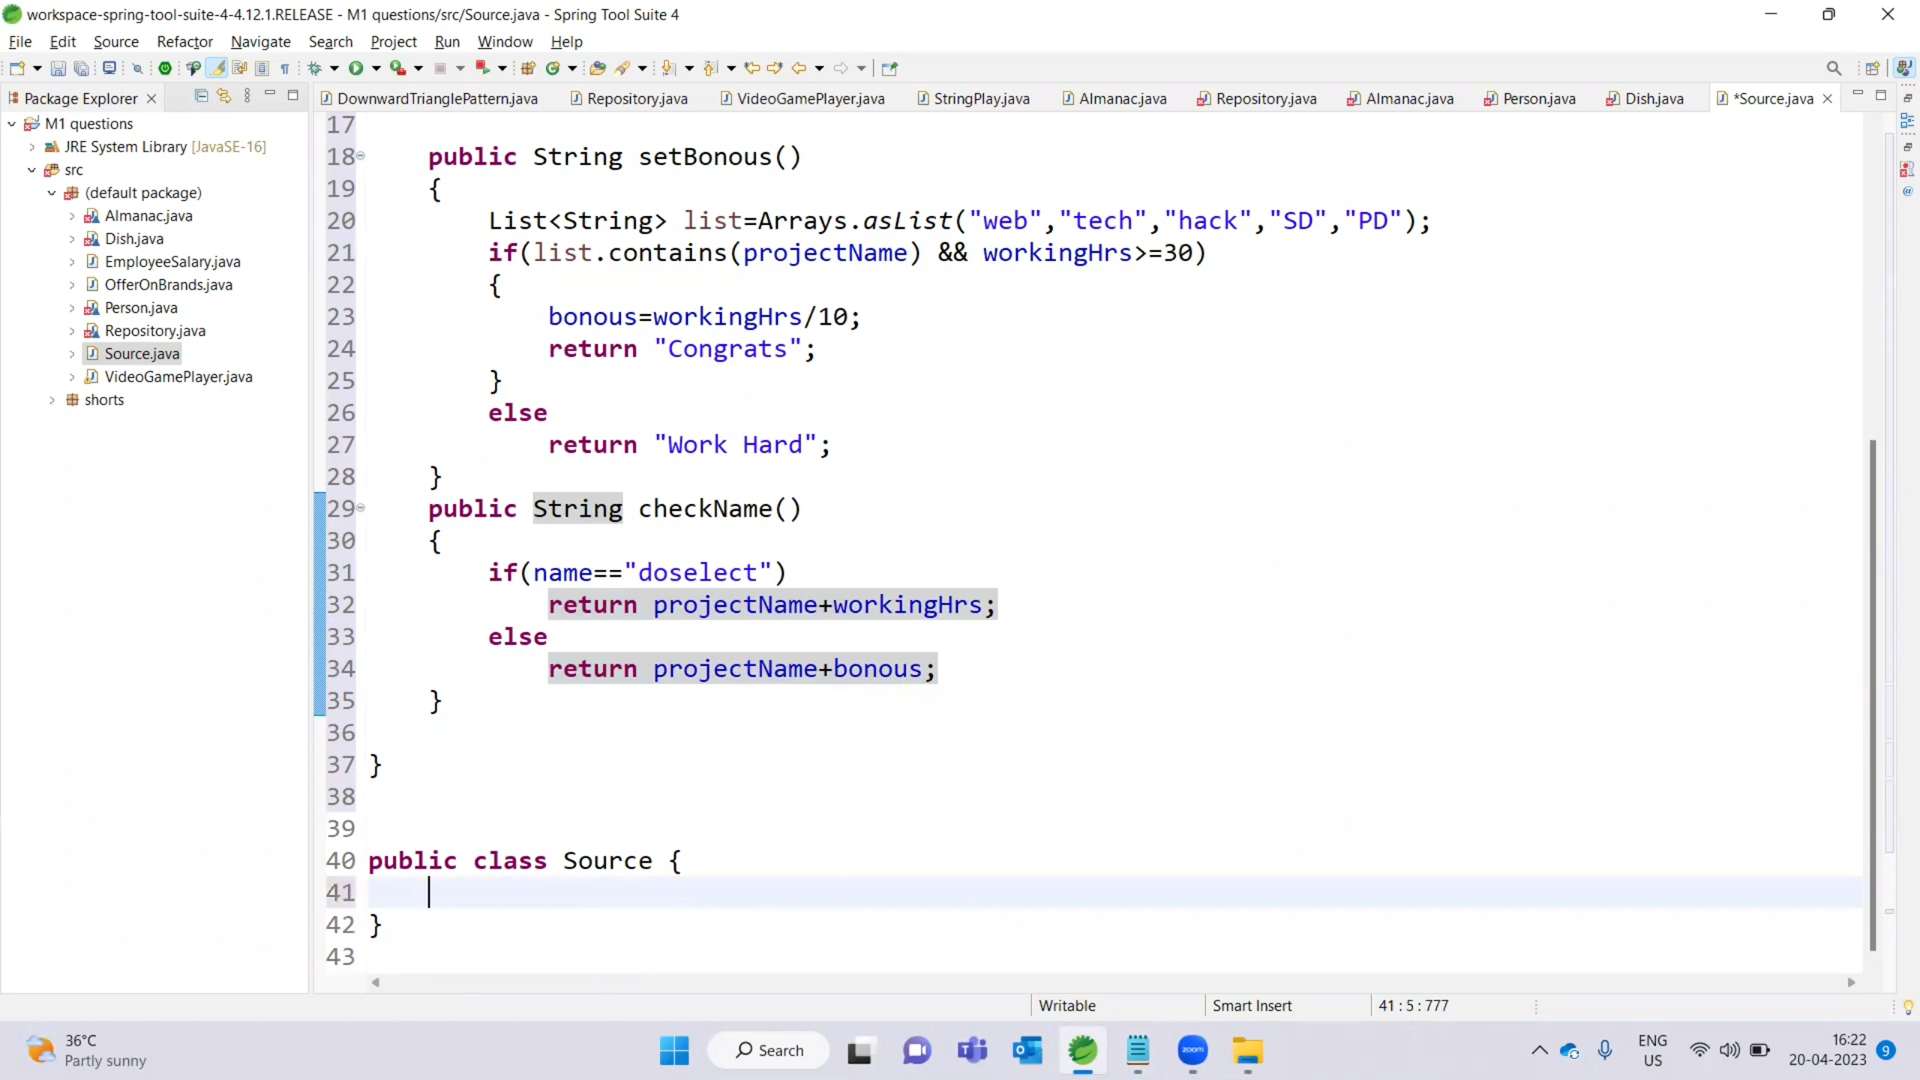 workspace-spring-tool-suite-4-4.12.1.RELEASE - M1 questions/src/Source.java - Spring Tool Suite 4
File Edit Source Refactor Navigate Search Project Run Window Help
Package Explorer
DownwardTrianglePattern.java Repository.java VideoGamePlayer.java StringPlay.java Almanac.java Repository.java Almanac.java Person.java Dish.java *Source.java
M1 questions
JRE System Library [JavaSE-16]
src
(default package)
Almanac.java
Dish.java
EmployeeSalary.java
OfferOnBrands.java
Person.java
Repository.java
Source.java
VideoGamePlayer.java
shorts
17
18 public String setBonous()
19 {
20 List<String> list=Arrays.asList("web","tech","hack","SD","PD");
21 if(list.contains(projectName) && workingHrs>=30)
22 {
23 bonous=workingHrs/10;
24 return "Congrats";
25 }
26 else
27 return "Work Hard";
28 }
29 public String checkName()
30 {
31 if(name=="doselect")
32 return projectName+workingHrs;
33 else
34 return projectName+bonous;
35 }
36
37 }
38
39
40 public class Source {
41
42 }
43
Writable Smart Insert 41 : 5 : 777
36°C
Partly sunny
Search
zoom
ENG
US
16:22
20-04-2023
9